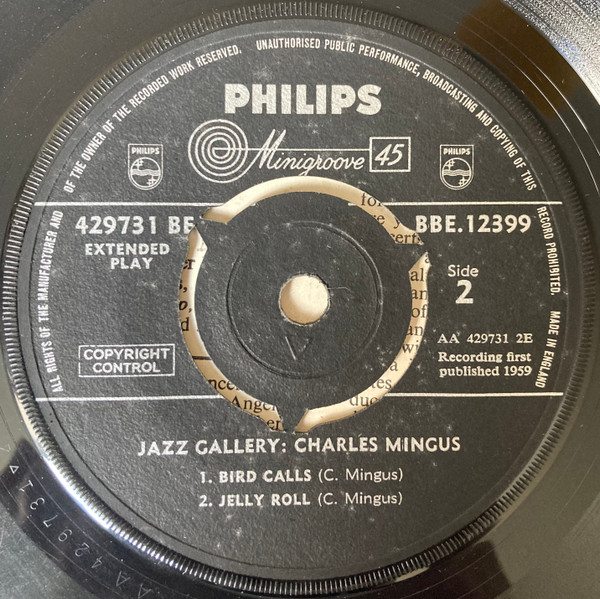 ALL RIGHTS OF THE MANUFACTURER AND OF THE OWNER OF THE RECORDED WORK RESERVED. UNAUTHORISED PUBLIC PERFORMANCE, BROADCASTING AND COPYING OF THIS RECORD PROHIBITED. MADE IN ENGLAND
PHILIPS
Minigroove 45
PHILIPS
PHILIPS
429731 BE
BBE.12399
EXTENDED
PLAY
Side
2
AA 429731 2E
COPYRIGHT
CONTROL
Recording first
published 1959
JAZZ GALLERY: CHARLES MINGUS
1. BIRD CALLS (C. Mingus)
2. JELLY ROLL (C. Mingus)
AA429731